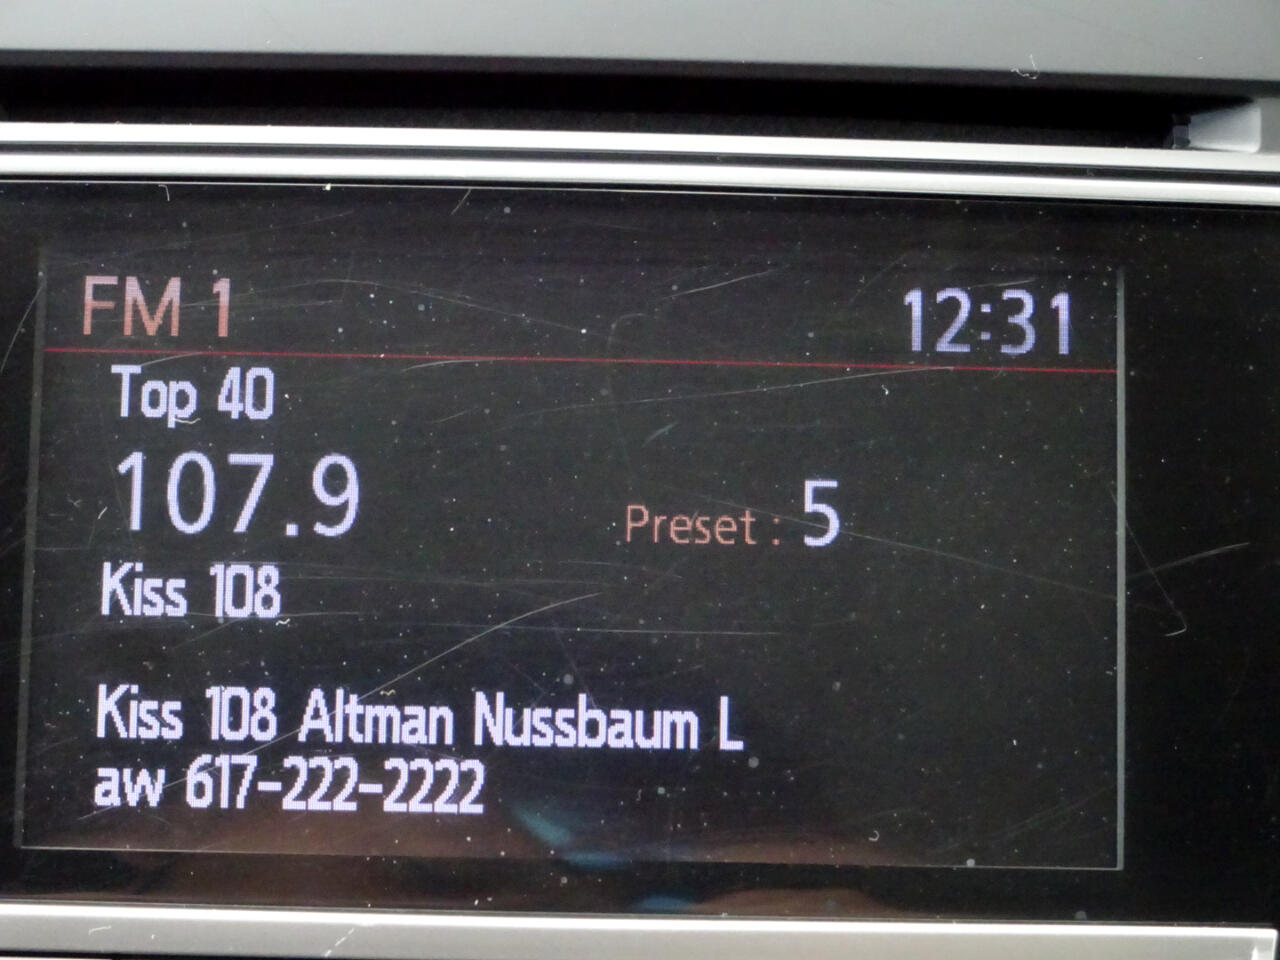 FM 1 12:31
Top 40
107.9
Preset : 5
Kiss 108
Kiss 108 Altman Nussbaum L
aw 617-222-2222